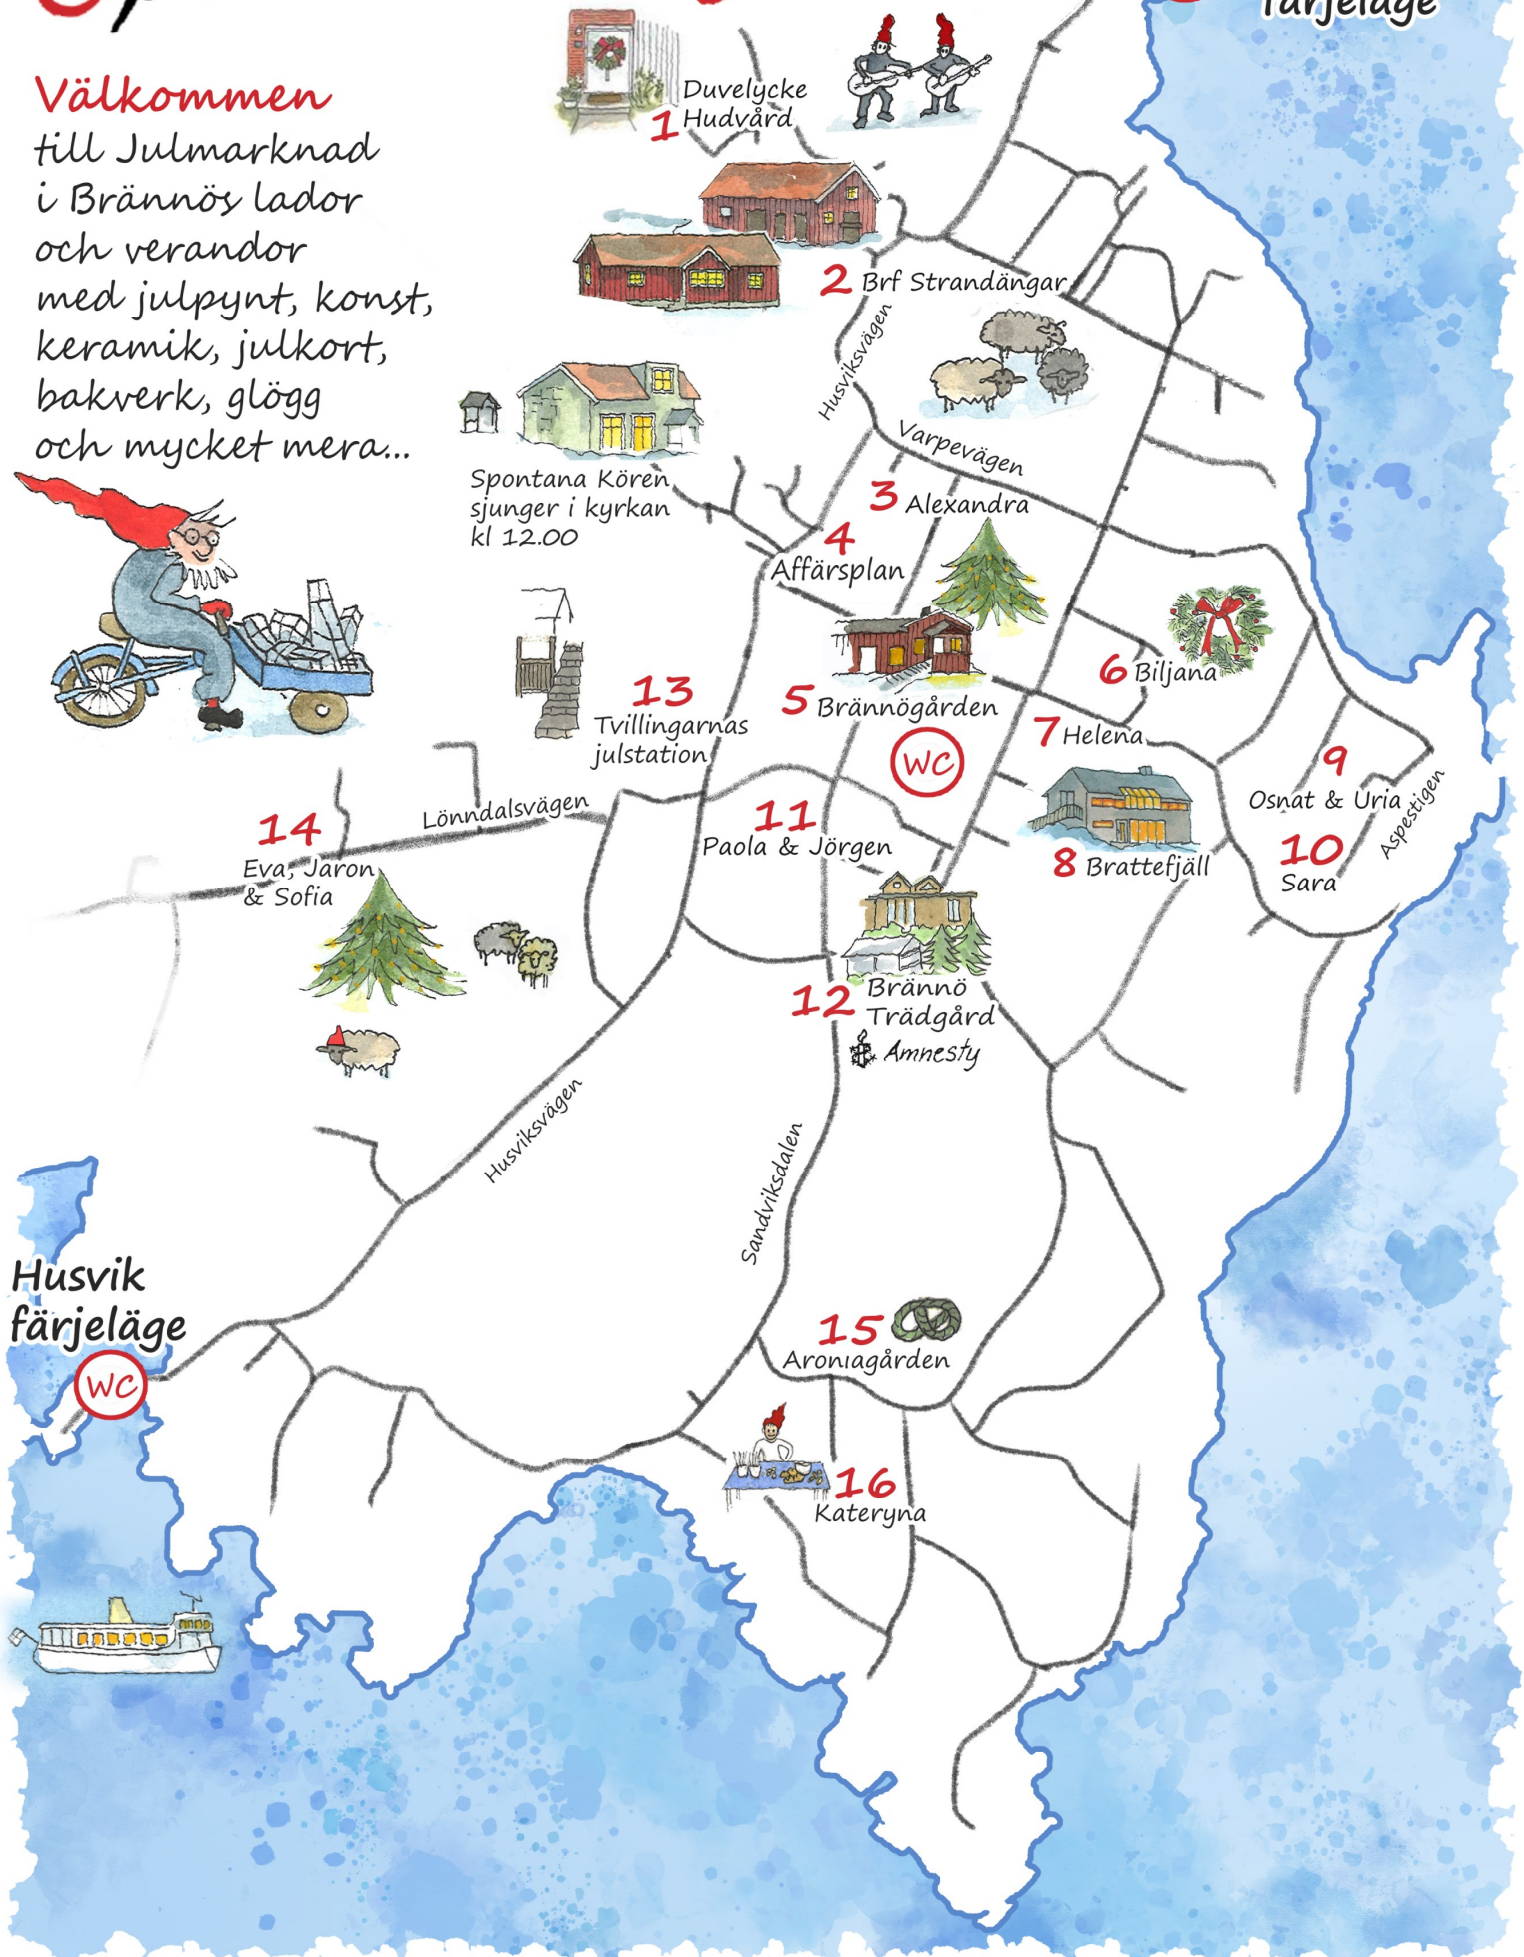 färjeläge
Välkommen
till Julmarknad
i Brännös lador
och verandor
med julpynt, konst,
keramik, julkort,
bakverk, glögg
och mycket mera...
1 Duvelycke
Hudvård
2 Brf Strandängar
Husviksvägen
Varpevägen
Spontana Kören
sjunger i kyrkan
kl 12.00
3 Alexandra
4
Affärsplan
5 Brännögården
WC
6 Biljana
7 Helena
8 Brattefjäll
9
Osnat & Uria
10
Sara
Aspestigen
11
Paola & Jörgen
12 Brännö
Trädgård
Amnesty
13
Tvillingarnas
julstation
Lönndalsvägen
14
Eva, Jaron
& Sofia
Husviksvägen
Sandviksdalen
Husvik
färjeläge
WC
15
Aroniagården
16
Kateryna